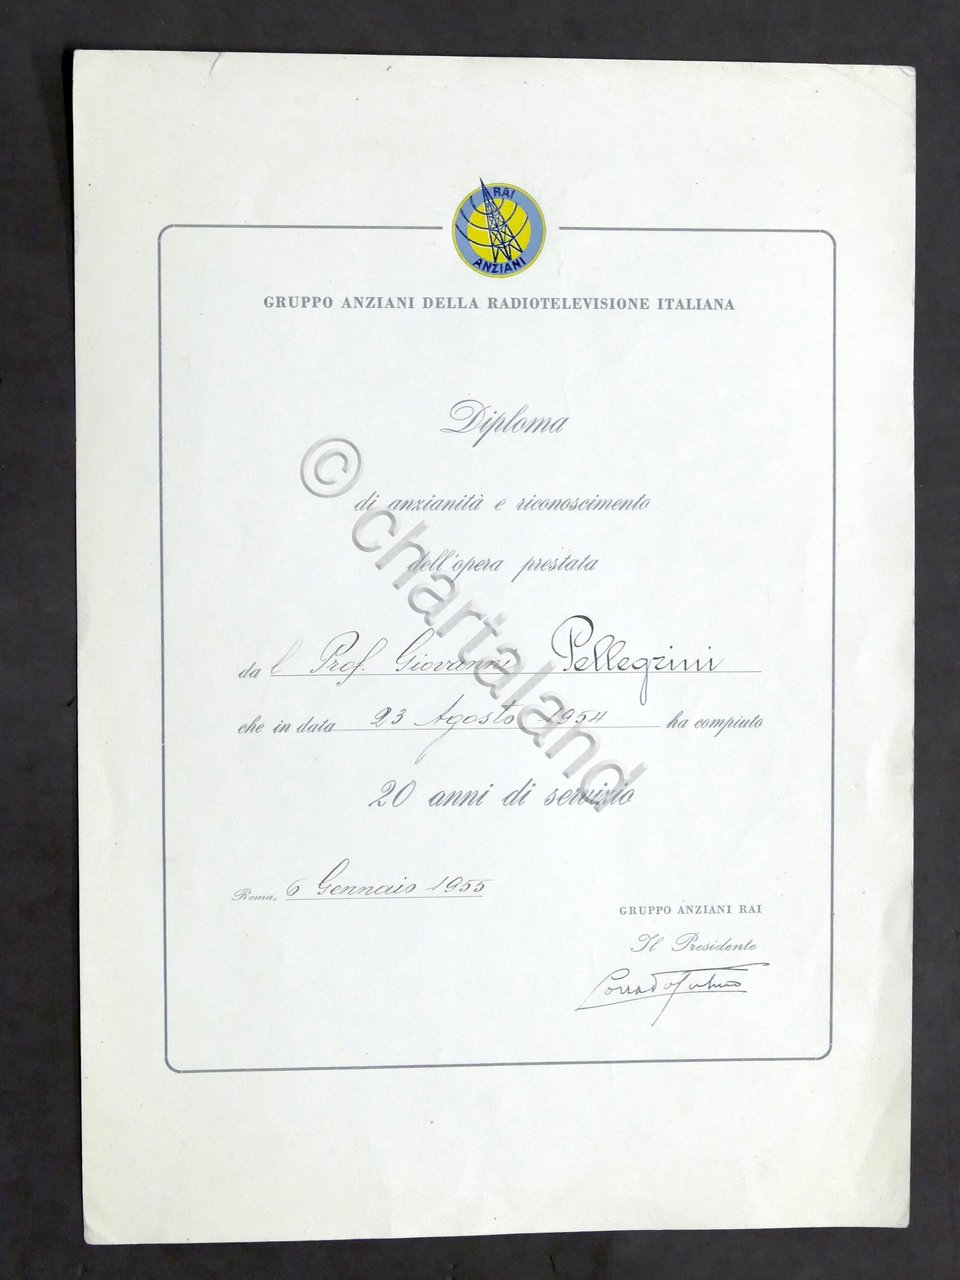 RAI
ANZIANI
GRUPPO ANZIANI DELLA RADIOTELEVISIONE ITALIANA
Diploma
di anzianità e riconoscimento
dell'opera prestata
dal Prof. Giovanni Pellegrini
che in data 23 Agosto 1954 ha compiuto
20 anni di servizio
Roma, 6 Gennaio 1955
GRUPPO ANZIANI RAI
Il Presidente
Corrado
© chartaland